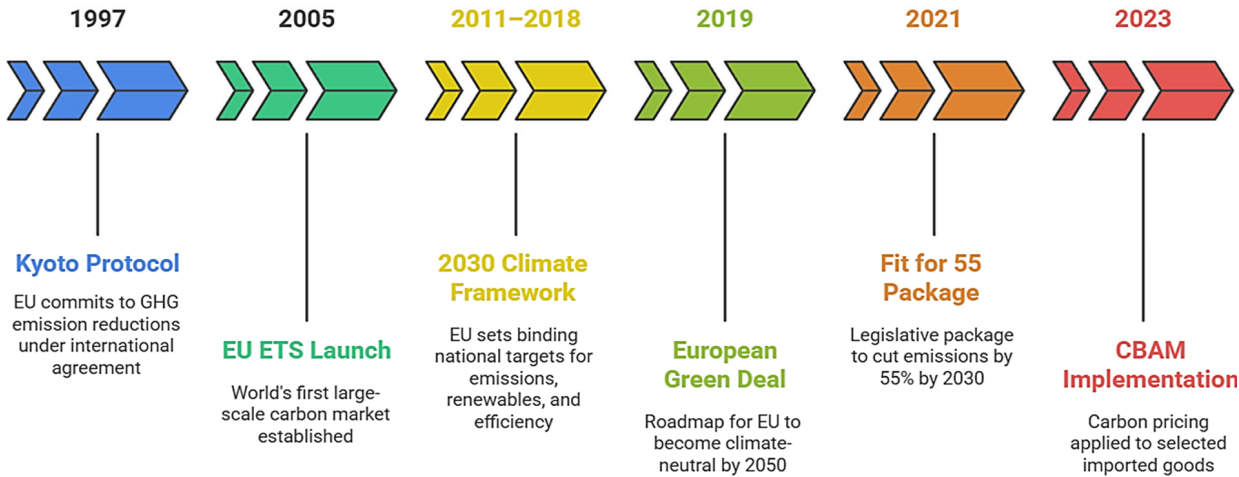 1997
2005
2011–2018
2019
2021
2023
Kyoto Protocol
EU commits to GHG
emission reductions
under international
agreement
EU ETS Launch
World's first large-
scale carbon market
established
2030 Climate
Framework
EU sets binding
national targets for
emissions,
renewables, and
efficiency
European
Green Deal
Roadmap for EU to
become climate-
neutral by 2050
Fit for 55
Package
Legislative package
to cut emissions by
55% by 2030
CBAM
Implementation
Carbon pricing
applied to selected
imported goods